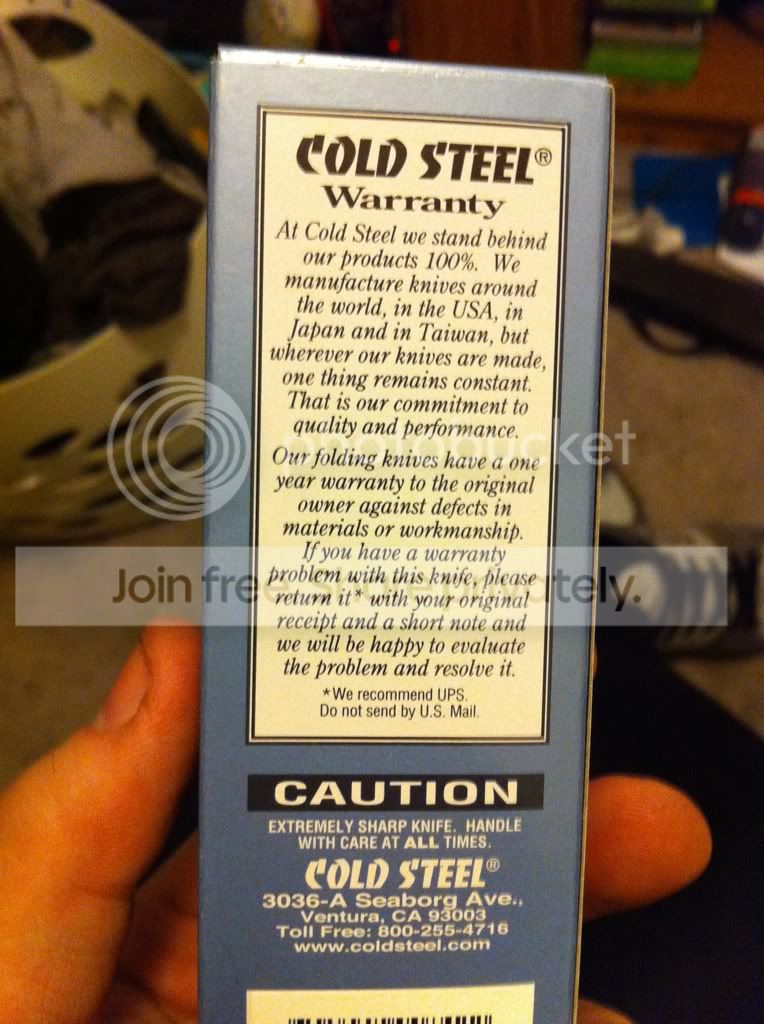 COLD STEEL®
Warranty
At Cold Steel we stand behind
our products 100%. We
manufacture knives around
the world, in the USA, in
Japan and in Taiwan, but
wherever our knives are made,
one thing remains constant.
That is our commitment to
quality and performance.
Our folding knives have a one
year warranty to the original
owner against defects in
materials or workmanship.
If you have a warranty
problem with this knife, please
return it* with your original
receipt and a short note and
we will be happy to evaluate
the problem and resolve it.
*We recommend UPS.
Do not send by U.S. Mail.
CAUTION
EXTREMELY SHARP KNIFE. HANDLE
WITH CARE AT ALL TIMES.
COLD STEEL®
3036-A Seaborg Ave.,
Ventura, CA 93003
Toll Free: 800-255-4716
www.coldsteel.com
photobucket
Join free. Share privately.